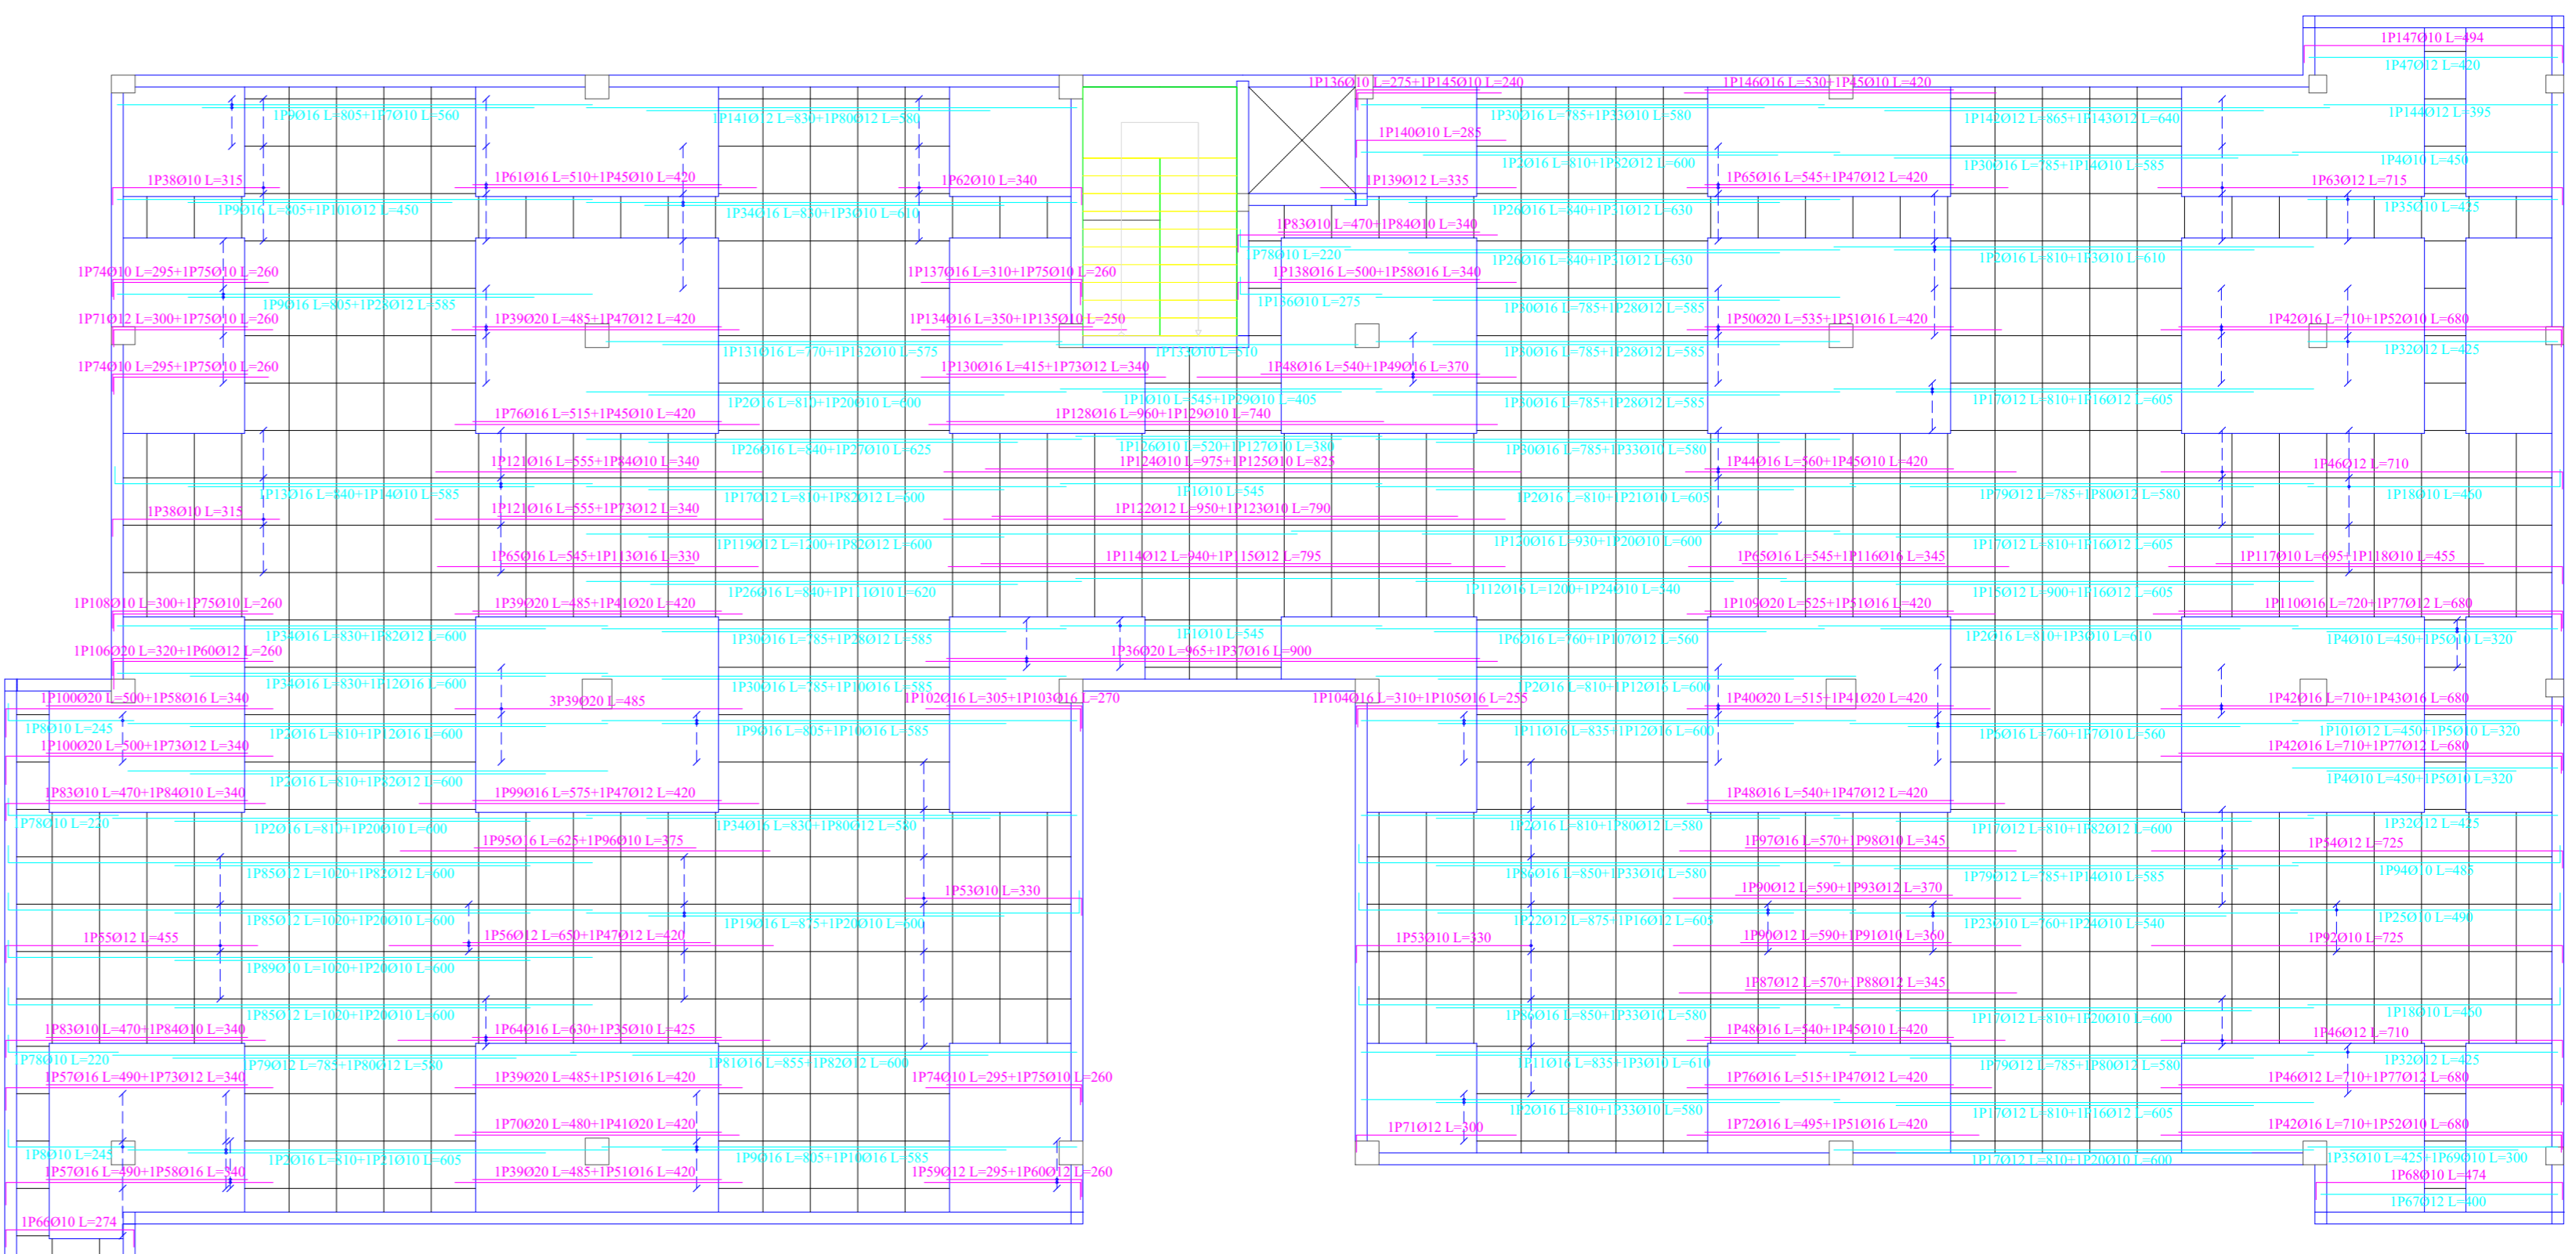 1P147Ø10 L=494
1P47Ø12 L=420
1P136Ø10 L=275+1P145Ø10 L=240
1P146Ø16 L=530+1P45Ø10 L=420
1P9Ø16 L=805+1P7Ø10 L=560
1P141Ø12 L=830+1P80Ø12 L=580
1P30Ø16 L=785+1P33Ø10 L=580
1P142Ø12 L=865+1P143Ø12 L=640
1P144Ø12 L=395
1P140Ø10 L=285
1P2Ø16 L=810+1P82Ø12 L=600
1P30Ø16 L=785+1P14Ø10 L=585
1P4Ø10 L=450
1P38Ø10 L=315
1P61Ø16 L=510+1P45Ø10 L=420
1P62Ø10 L=340
1P139Ø12 L=335
1P65Ø16 L=545+1P47Ø12 L=420
1P63Ø12 L=715
1P9Ø16 L=805+1P101Ø12 L=450
1P34Ø16 L=830+1P3Ø10 L=610
1P26Ø16 L=840+1P31Ø12 L=630
1P35Ø10 L=425
1P83Ø10 L=470+1P84Ø10 L=340
1P78Ø10 L=220
1P26Ø16 L=840+1P31Ø12 L=630
1P2Ø16 L=810+1P3Ø10 L=610
1P74Ø10 L=295+1P75Ø10 L=260
1P137Ø16 L=310+1P75Ø10 L=260
1P138Ø16 L=500+1P58Ø16 L=340
1P9Ø16 L=805+1P28Ø12 L=585
1P136Ø10 L=275
1P30Ø16 L=785+1P28Ø12 L=585
1P71Ø12 L=300+1P75Ø10 L=260
1P39Ø20 L=485+1P47Ø12 L=420
1P134Ø16 L=350+1P135Ø10 L=250
1P50Ø20 L=535+1P51Ø16 L=420
1P42Ø16 L=710+1P52Ø10 L=680
1P131Ø16 L=770+1P132Ø10 L=575
1P133Ø10 L=510
1P30Ø16 L=785+1P28Ø12 L=585
1P32Ø12 L=425
1P74Ø10 L=295+1P75Ø10 L=260
1P130Ø16 L=415+1P73Ø12 L=340
1P48Ø16 L=540+1P49Ø16 L=370
1P2Ø16 L=810+1P20Ø10 L=600
1P1Ø10 L=545+1P29Ø10 L=405
1P30Ø16 L=785+1P28Ø12 L=585
1P17Ø12 L=810+1P16Ø12 L=605
1P76Ø16 L=515+1P45Ø10 L=420
1P128Ø16 L=960+1P129Ø10 L=740
1P26Ø16 L=840+1P27Ø10 L=625
1P126Ø10 L=520+1P127Ø10 L=380
1P30Ø16 L=785+1P33Ø10 L=580
1P121Ø16 L=555+1P84Ø10 L=340
1P124Ø10 L=975+1P125Ø10 L=825
1P44Ø16 L=560+1P45Ø10 L=420
1P46Ø12 L=710
1P13Ø16 L=840+1P14Ø10 L=585
1P17Ø12 L=810+1P82Ø12 L=600
1P1Ø10 L=545
1P2Ø16 L=810+1P21Ø10 L=605
1P79Ø12 L=785+1P80Ø12 L=580
1P18Ø10 L=460
1P38Ø10 L=315
1P121Ø16 L=555+1P73Ø12 L=340
1P122Ø12 L=950+1P123Ø10 L=790
1P119Ø12 L=1200+1P82Ø12 L=600
1P120Ø16 L=930+1P20Ø10 L=600
1P17Ø12 L=810+1P16Ø12 L=605
1P65Ø16 L=545+1P113Ø16 L=330
1P114Ø12 L=940+1P115Ø12 L=795
1P65Ø16 L=545+1P116Ø16 L=345
1P117Ø10 L=695+1P118Ø10 L=455
1P26Ø16 L=840+1P111Ø10 L=620
1P112Ø16 L=1200+1P24Ø10 L=540
1P15Ø12 L=900+1P16Ø12 L=605
1P108Ø10 L=300+1P75Ø10 L=260
1P39Ø20 L=485+1P41Ø20 L=420
1P109Ø20 L=525+1P51Ø16 L=420
1P110Ø16 L=720+1P77Ø12 L=680
1P34Ø16 L=830+1P82Ø12 L=600
1P30Ø16 L=785+1P28Ø12 L=585
1P1Ø10 L=545
1P6Ø16 L=760+1P107Ø12 L=560
1P2Ø16 L=810+1P3Ø10 L=610
1P4Ø10 L=450+1P5Ø10 L=320
1P106Ø20 L=320+1P60Ø12 L=260
1P36Ø20 L=965+1P37Ø16 L=900
1P34Ø16 L=830+1P12Ø16 L=600
1P30Ø16 L=785+1P10Ø16 L=585
1P2Ø16 L=810+1P12Ø16 L=600
1P100Ø20 L=500+1P58Ø16 L=340
3P39Ø20 L=485
1P102Ø16 L=305+1P103Ø16 L=270
1P104Ø16 L=310+1P105Ø16 L=255
1P40Ø20 L=515+1P41Ø20 L=420
1P42Ø16 L=710+1P43Ø16 L=680
1P8Ø10 L=245
1P2Ø16 L=810+1P12Ø16 L=600
1P9Ø16 L=805+1P10Ø16 L=585
1P11Ø16 L=835+1P12Ø16 L=600
1P6Ø16 L=760+1P7Ø10 L=560
1P101Ø12 L=450+1P5Ø10 L=320
1P100Ø20 L=500+1P73Ø12 L=340
1P42Ø16 L=710+1P77Ø12 L=680
1P2Ø16 L=810+1P82Ø12 L=600
1P4Ø10 L=450+1P5Ø10 L=320
1P83Ø10 L=470+1P84Ø10 L=340
1P99Ø16 L=575+1P47Ø12 L=420
1P48Ø16 L=540+1P47Ø12 L=420
1P78Ø10 L=220
1P2Ø16 L=810+1P20Ø10 L=600
1P34Ø16 L=830+1P80Ø12 L=580
1P2Ø16 L=810+1P80Ø12 L=580
1P17Ø12 L=810+1P82Ø12 L=600
1P32Ø12 L=425
1P95Ø16 L=625+1P96Ø10 L=375
1P97Ø16 L=570+1P98Ø10 L=345
1P54Ø12 L=725
1P85Ø12 L=1020+1P82Ø12 L=600
1P86Ø16 L=850+1P33Ø10 L=580
1P79Ø12 L=785+1P14Ø10 L=585
1P94Ø10 L=485
1P53Ø10 L=330
1P90Ø12 L=590+1P93Ø12 L=370
1P85Ø12 L=1020+1P20Ø10 L=600
1P19Ø16 L=875+1P20Ø10 L=600
1P22Ø12 L=875+1P16Ø12 L=605
1P23Ø10 L=760+1P24Ø10 L=540
1P25Ø10 L=490
1P55Ø12 L=455
1P56Ø12 L=650+1P47Ø12 L=420
1P53Ø10 L=330
1P90Ø12 L=590+1P91Ø10 L=360
1P92Ø10 L=725
1P89Ø10 L=1020+1P20Ø10 L=600
1P87Ø12 L=570+1P88Ø12 L=345
1P85Ø12 L=1020+1P20Ø10 L=600
1P86Ø16 L=850+1P33Ø10 L=580
1P17Ø12 L=810+1P20Ø10 L=600
1P18Ø10 L=460
1P83Ø10 L=470+1P84Ø10 L=340
1P64Ø16 L=630+1P35Ø10 L=425
1P48Ø16 L=540+1P45Ø10 L=420
1P46Ø12 L=710
1P78Ø10 L=220
1P79Ø12 L=785+1P80Ø12 L=580
1P81Ø16 L=855+1P82Ø12 L=600
1P11Ø16 L=835+1P3Ø10 L=610
1P79Ø12 L=785+1P80Ø12 L=580
1P32Ø12 L=425
1P57Ø16 L=490+1P73Ø12 L=340
1P39Ø20 L=485+1P51Ø16 L=420
1P74Ø10 L=295+1P75Ø10 L=260
1P76Ø16 L=515+1P47Ø12 L=420
1P46Ø12 L=710+1P77Ø12 L=680
1P2Ø16 L=810+1P33Ø10 L=580
1P17Ø12 L=810+1P16Ø12 L=605
1P70Ø20 L=480+1P41Ø20 L=420
1P71Ø12 L=300
1P72Ø16 L=495+1P51Ø16 L=420
1P42Ø16 L=710+1P52Ø10 L=680
1P8Ø10 L=245
1P2Ø16 L=810+1P21Ø10 L=605
1P9Ø16 L=805+1P10Ø16 L=585
1P17Ø12 L=810+1P20Ø10 L=600
1P35Ø10 L=425+1P69Ø10 L=300
1P57Ø16 L=490+1P58Ø16 L=340
1P39Ø20 L=485+1P51Ø16 L=420
1P59Ø12 L=295+1P60Ø12 L=260
1P68Ø10 L=474
1P67Ø12 L=400
1P66Ø10 L=274